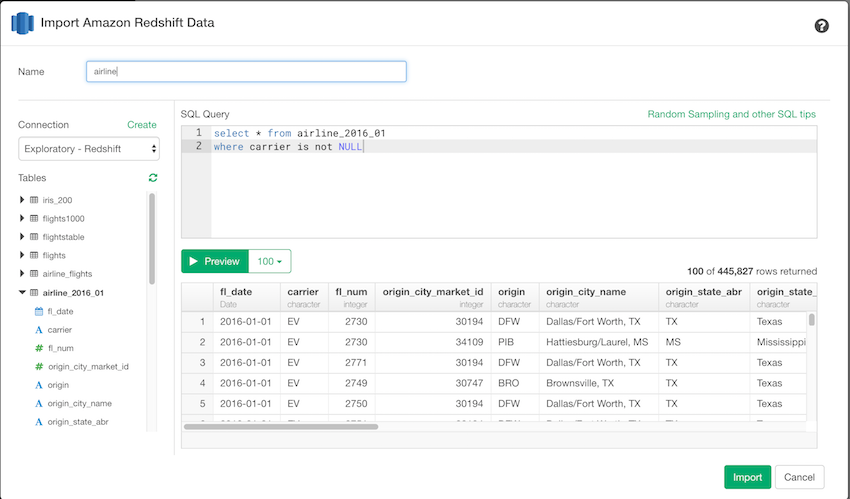 Import Amazon Redshift Data
?
Name
airline
Connection
Create
Exploratory - Redshift
Tables
iris_200
flights1000
flightstable
flights
airline_flights
airline_2016_01
fl_date
A carrier
# fl_num
# origin_city_market_id
A origin
A origin_city_name
A origin_state_abr
SQL Query
Random Sampling and other SQL tips
1 select * from airline_2016_01
2 where carrier is not NULL
Preview 100
100 of 445,827 rows returned
fl_date carrier fl_num origin_city_market_id origin origin_city_name origin_state_abr origin_state_
Date character integer integer character character character character
1 2016-01-01 EV 2730 30194 DFW Dallas/Fort Worth, TX TX Texas
2 2016-01-01 EV 2730 34109 PIB Hattiesburg/Laurel, MS MS Mississippi
3 2016-01-01 EV 2771 30194 DFW Dallas/Fort Worth, TX TX Texas
4 2016-01-01 EV 2749 30747 BRO Brownsville, TX TX Texas
5 2016-01-01 EV 2750 30194 DFW Dallas/Fort Worth, TX TX Texas
Import Cancel